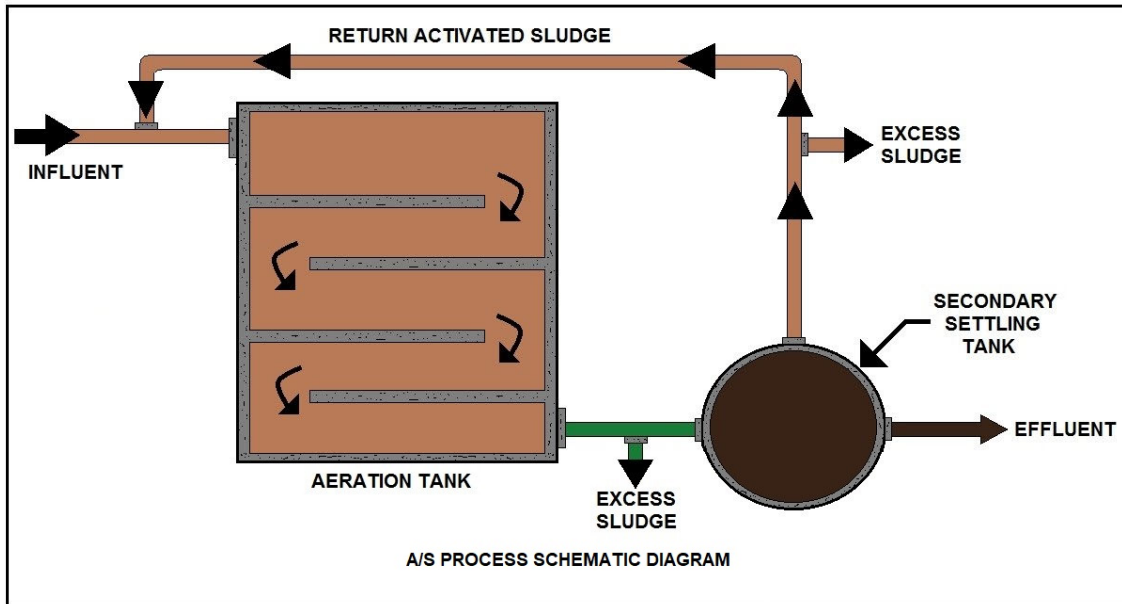 RETURN ACTIVATED SLUDGE
INFLUENT
EXCESS
SLUDGE
SECONDARY
SETTLING
TANK
EFFLUENT
AERATION TANK
EXCESS
SLUDGE
A/S PROCESS SCHEMATIC DIAGRAM